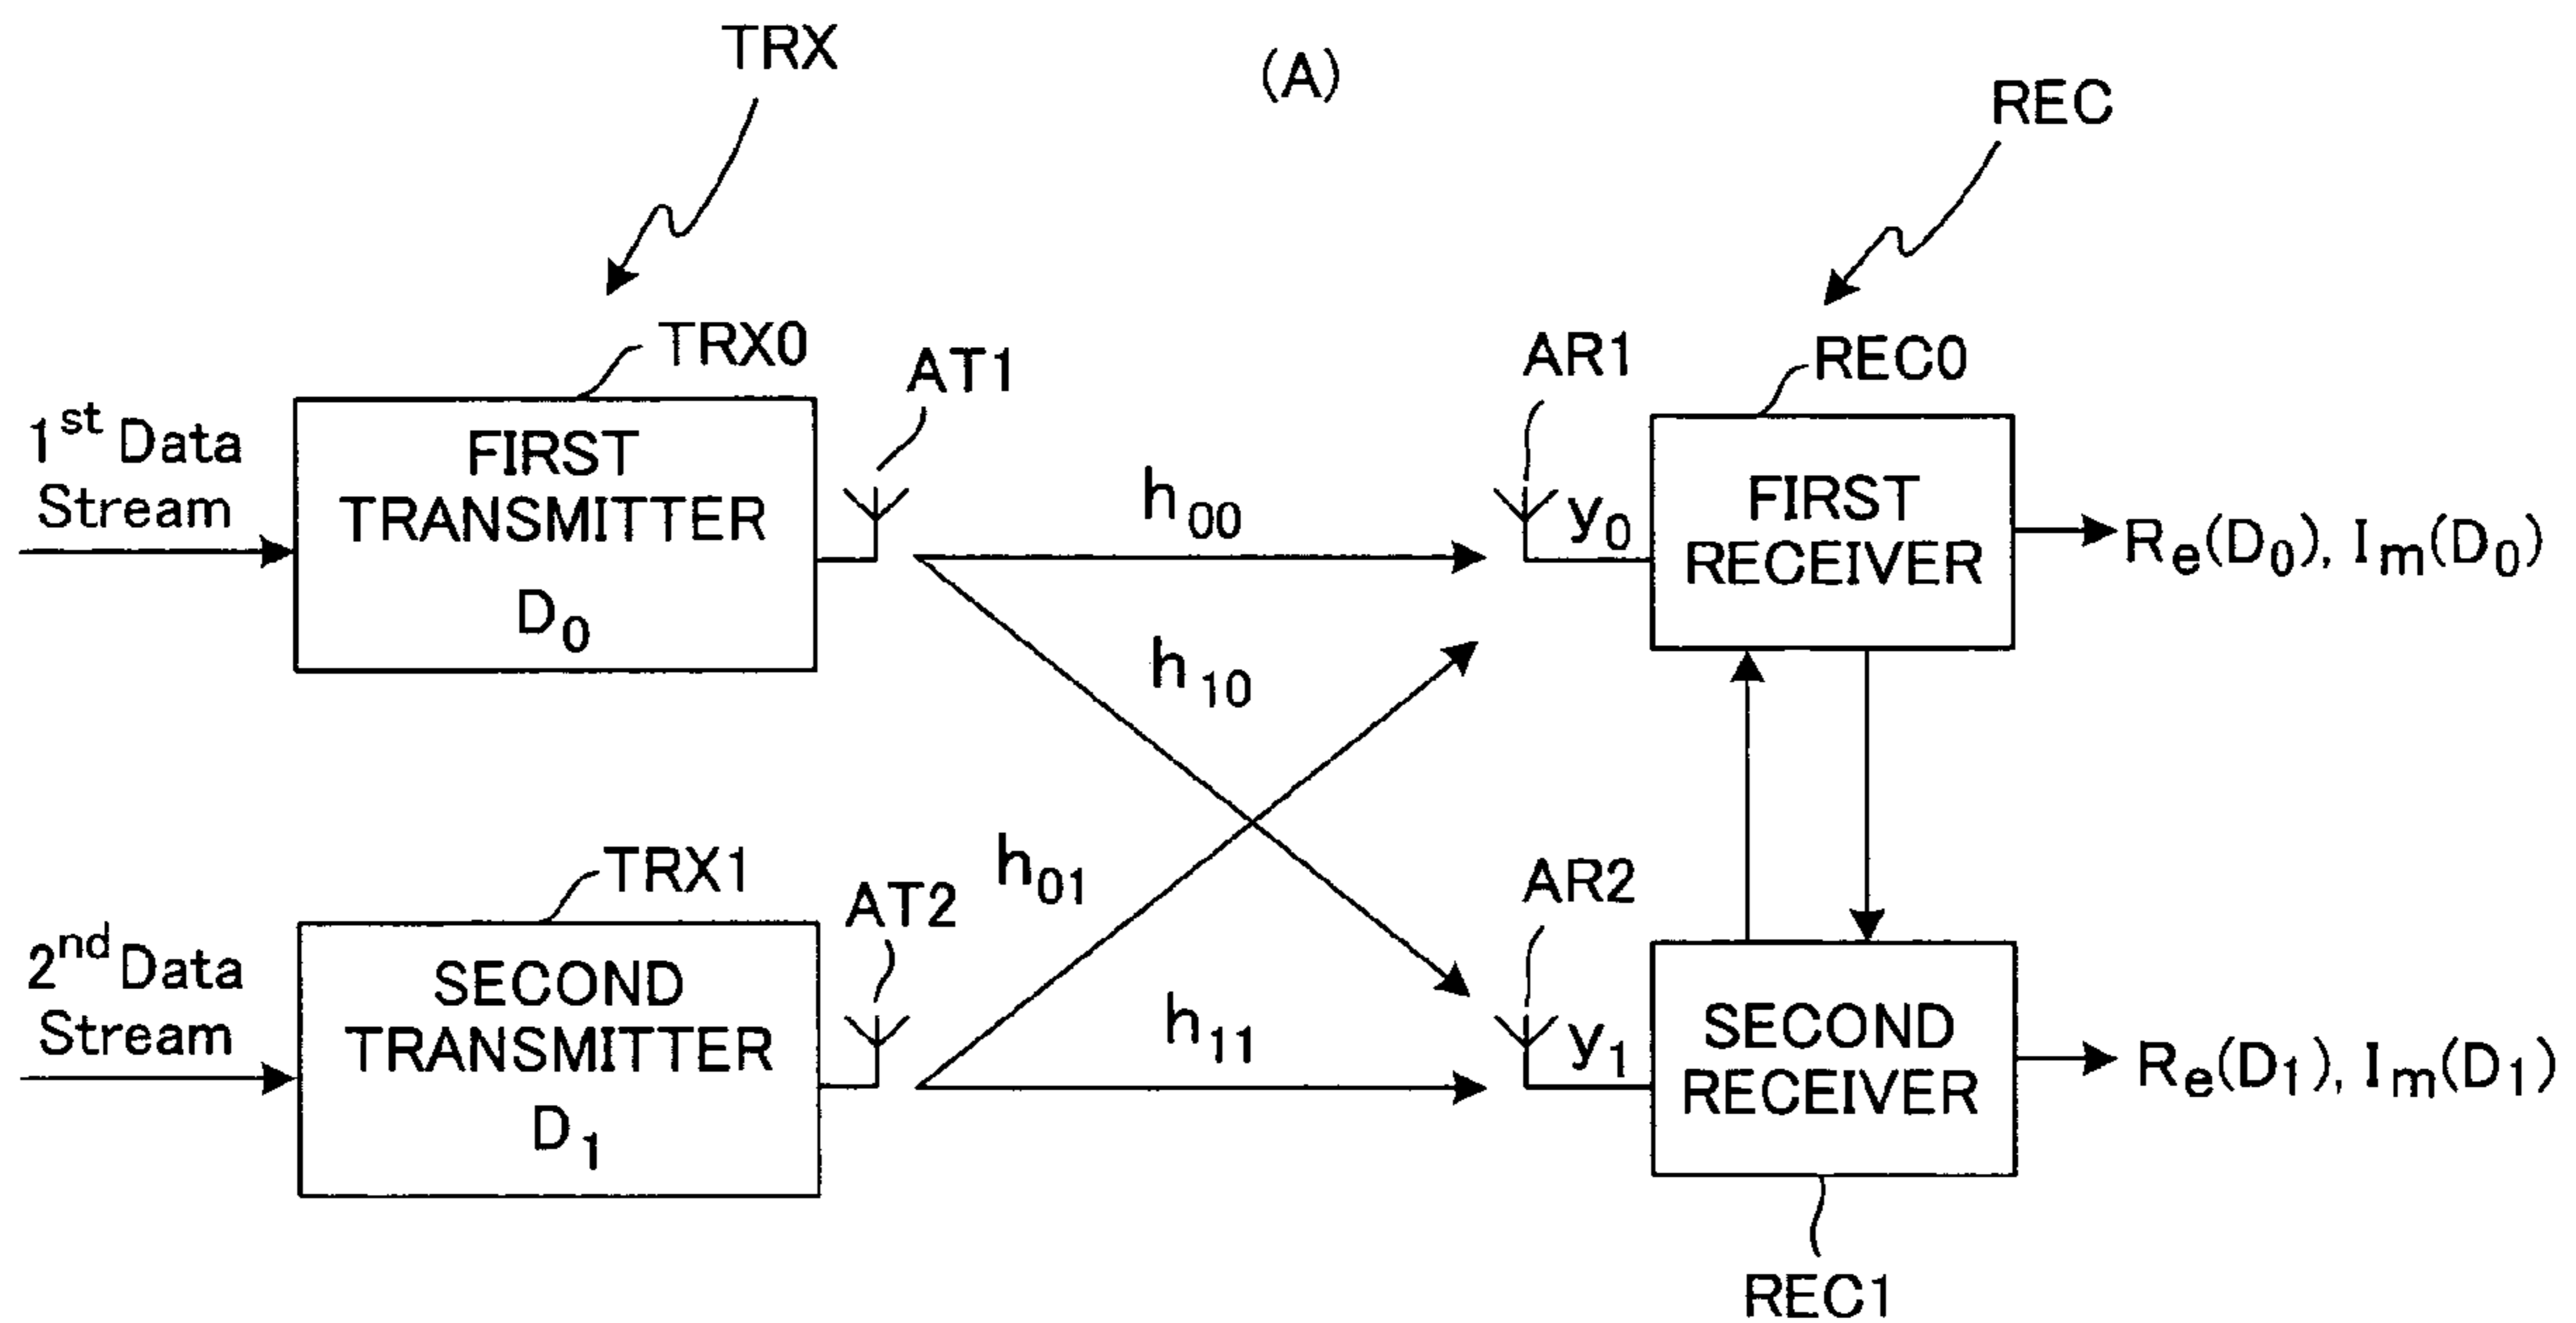 TRX
(A)
REC
TRX0
AT1
AR1
REC0
1st Data
Stream
FIRST
TRANSMITTER
D0
h00
y0
FIRST
RECEIVER
Re(D0), Im(D0)
h10
h01
TRX1
AT2
AR2
2nd Data
Stream
SECOND
TRANSMITTER
D1
h11
y1
SECOND
RECEIVER
Re(D1), Im(D1)
REC1